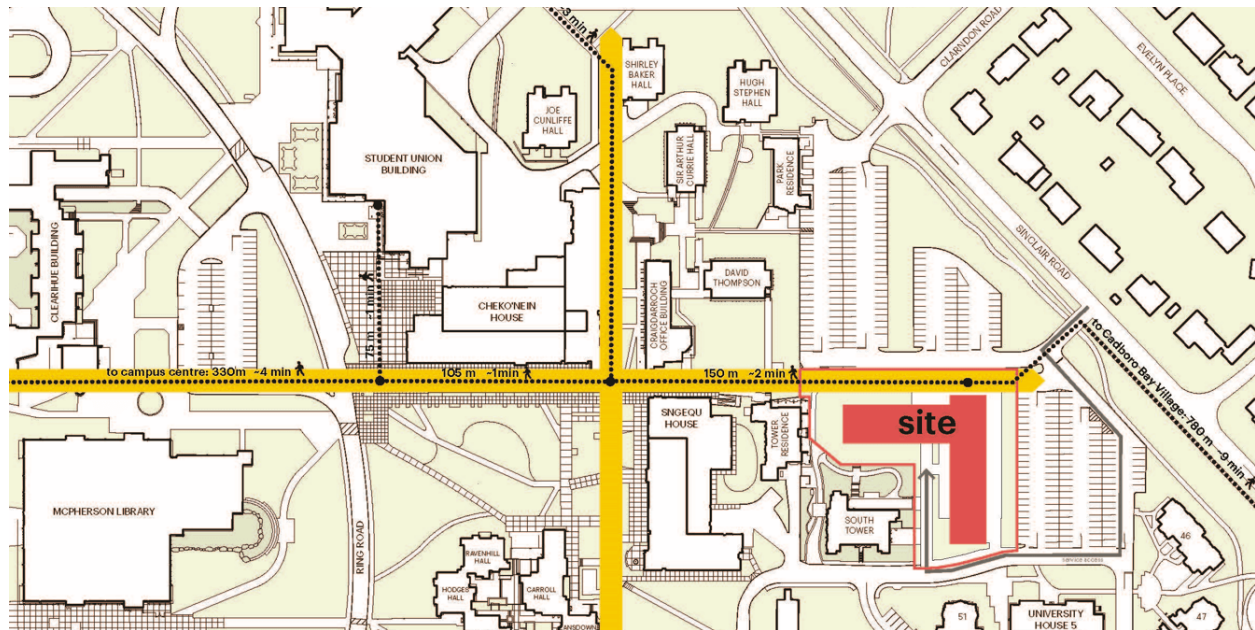 ~3 min
CLARNDON ROAD
EVELYN PLACE
SHIRLEY
BAKER
HALL
HUGH
STEPHEN
HALL
JOE
CUNLIFFE
HALL
STUDENT UNION
BUILDING
SIR ARTHUR
CURRIE HALL
PARK
RESIDENCE
CLEARIHUE BUILDING
SINCLAIR ROAD
DAVID
THOMPSON
CHEKO'NEIN
HOUSE
CRAIGDARROCH
OFFICE BUILDING
75 m ~1 min
to campus centre: 330m ~4 min
105 m ~1min
150 m ~2 min
to Cadboro Bay Village: 780 m ~9 min
SNGEQU
HOUSE
TOWER
RESIDENCE
site
MCPHERSON LIBRARY
RING ROAD
SOUTH
TOWER
46
RAVENHILL
HALL
HODGES
HALL
CARROLL
HALL
SERVICE ACCESS
51
UNIVERSITY
HOUSE 5
47